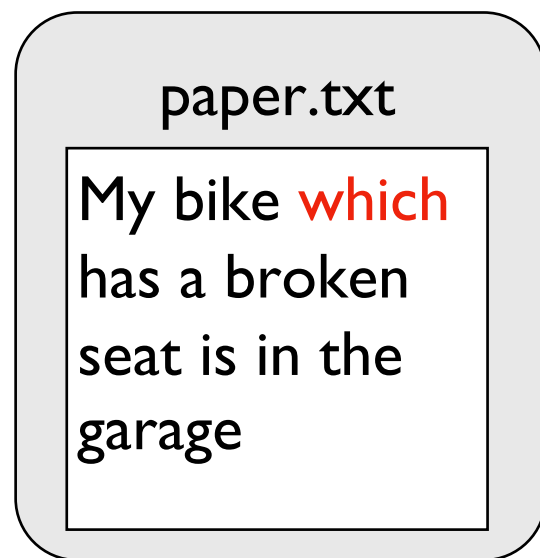 paper.txt
My bike which
has a broken
seat is in the
garage